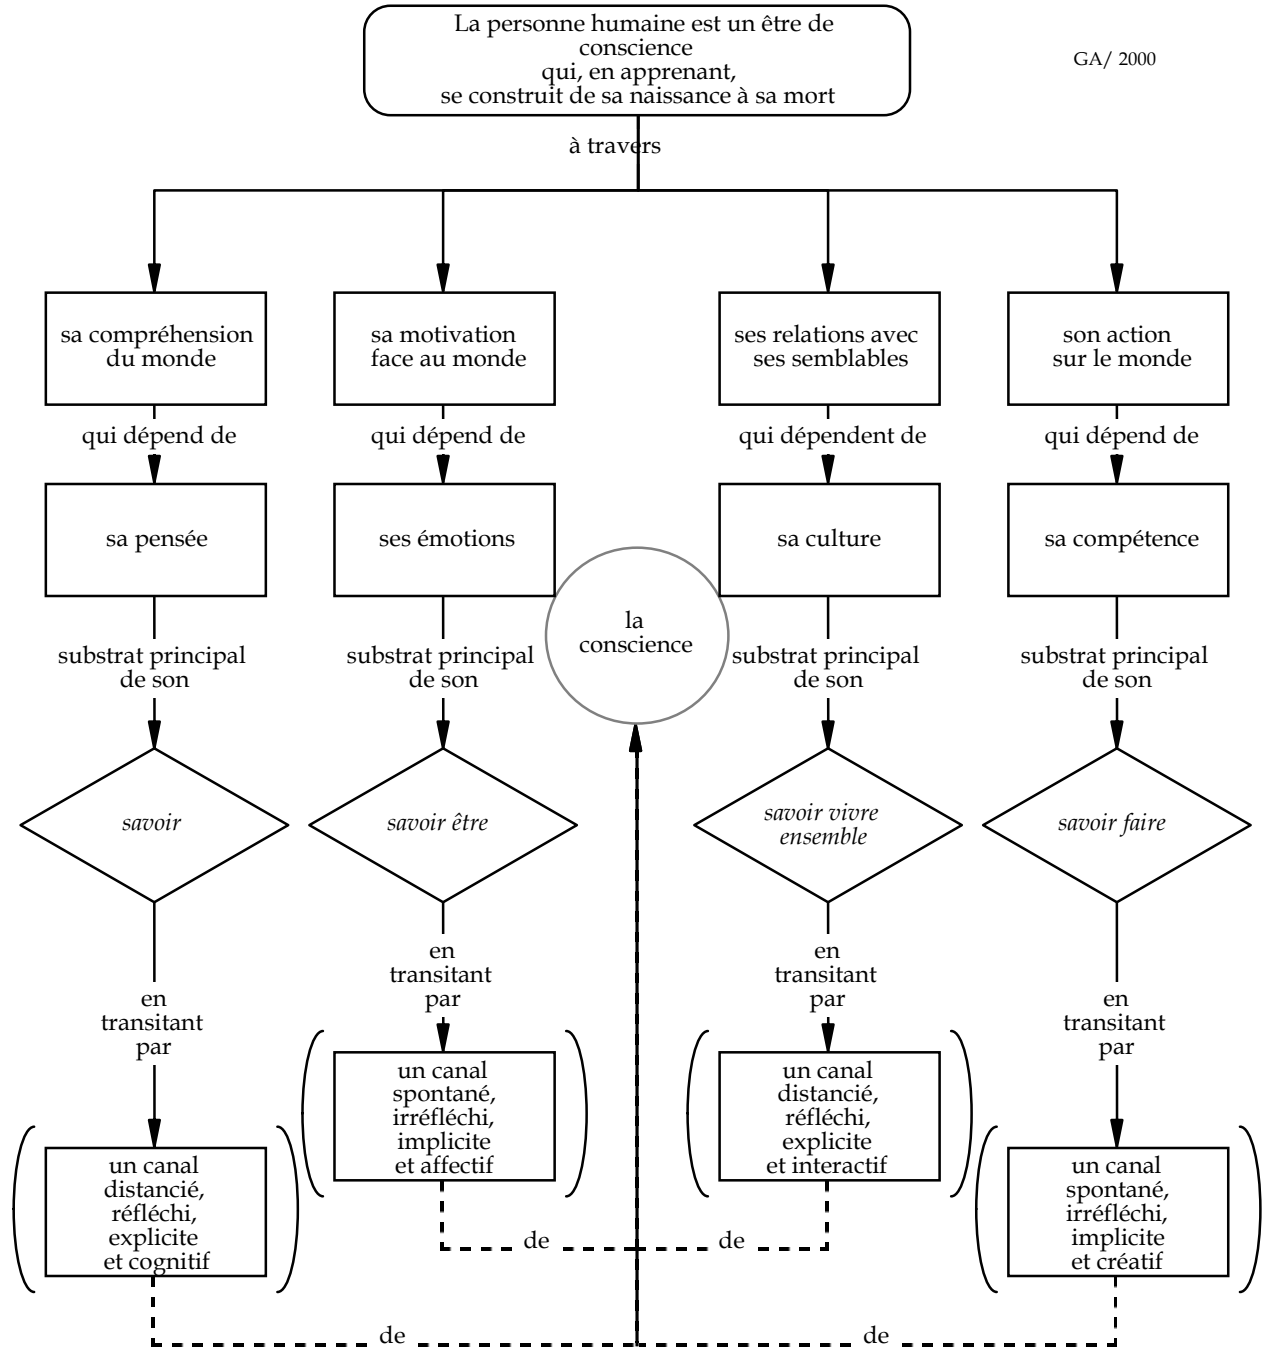 La personne humaine est un être de
conscience
qui, en apprenant,
se construit de sa naissance à sa mort
GA/ 2000
à travers
sa compréhension
du monde
sa motivation
face au monde
ses relations avec
ses semblables
son action
sur le monde
qui dépend de
qui dépend de
qui dépendent de
qui dépend de
sa pensée
ses émotions
sa culture
sa compétence
la
conscience
substrat principal
de son
substrat principal
de son
substrat principal
de son
substrat principal
de son
savoir
savoir être
savoir vivre
ensemble
savoir faire
en
transitant
par
en
transitant
par
en
transitant
par
en
transitant
par
un canal
spontané,
irréfléchi,
implicite
et affectif
un canal
distancié,
réfléchi,
explicite
et interactif
un canal
distancié,
réfléchi,
explicite
et cognitif
un canal
spontané,
irréfléchi,
implicite
et créatif
de
de
de
de